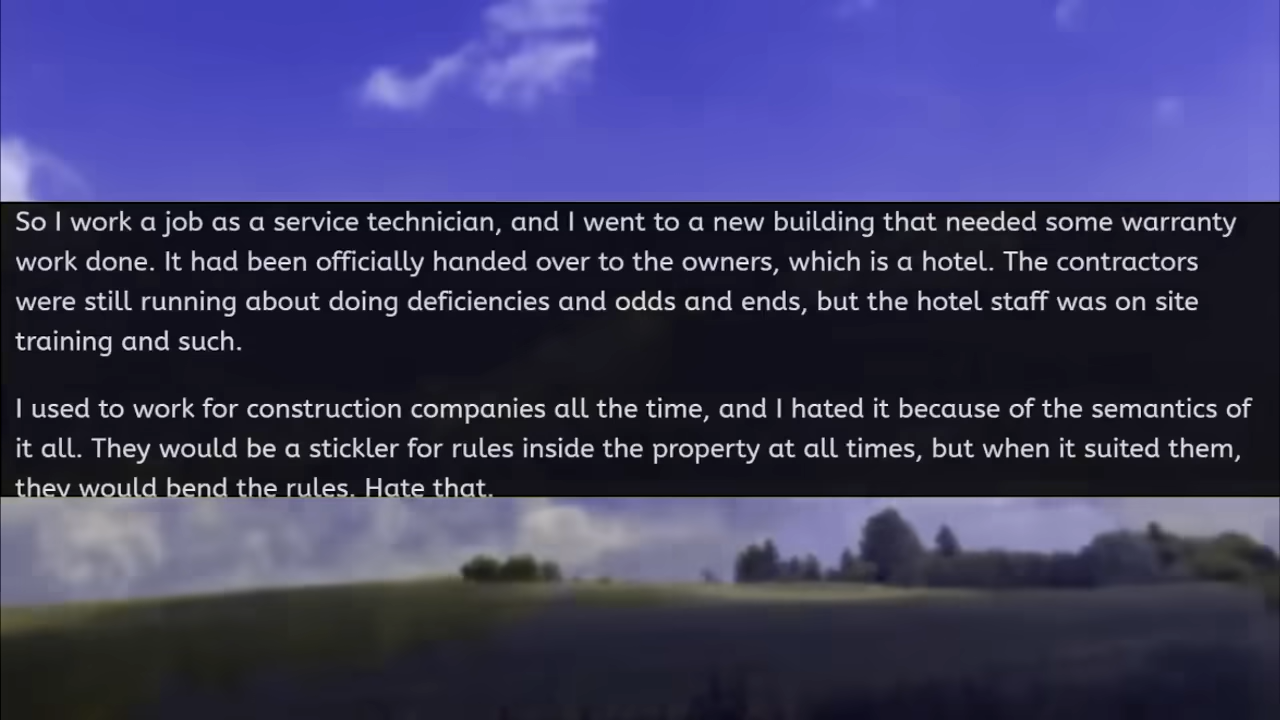 So I work a job as a service technician, and I went to a new building that needed some warranty
work done. It had been officially handed over to the owners, which is a hotel. The contractors
were still running about doing deficiencies and odds and ends, but the hotel staff was on site
training and such.
I used to work for construction companies all the time, and I hated it because of the semantics of
it all. They would be a stickler for rules inside the property at all times, but when it suited them,
they would bend the rules. Hate that.